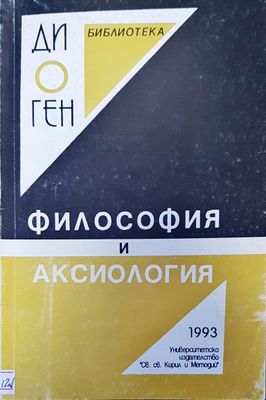 ДИ
О
ГЕН
БИБЛИОТЕКА
ФИЛОСОФИЯ
И
АКСИОЛОГИЯ
1993
Университетско
издателство
"Св. св. Кирил и Методий"